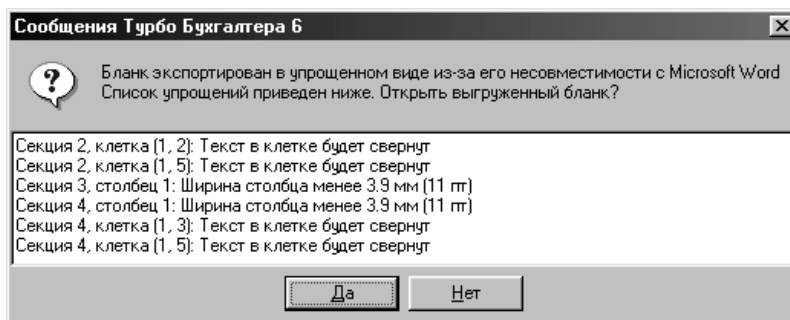 Сообщения Турбо Бухгалтера 6
Бланк экспортирован в упрощенном виде из-за его несовместимости с Microsoft Word
Список упрощений приведен ниже. Открыть выгруженный бланк?
Секция 2, клетка (1, 2): Текст в клетке будет свернут
Секция 2, клетка (1, 5): Текст в клетке будет свернут
Секция 3, столбец 1: Ширина столбца менее 3.9 мм (11 пт)
Секция 4, столбец 1: Ширина столбца менее 3.9 мм (11 пт)
Секция 4, клетка (1, 3): Текст в клетке будет свернут
Секция 4, клетка (1, 5): Текст в клетке будет свернут
Да Нет